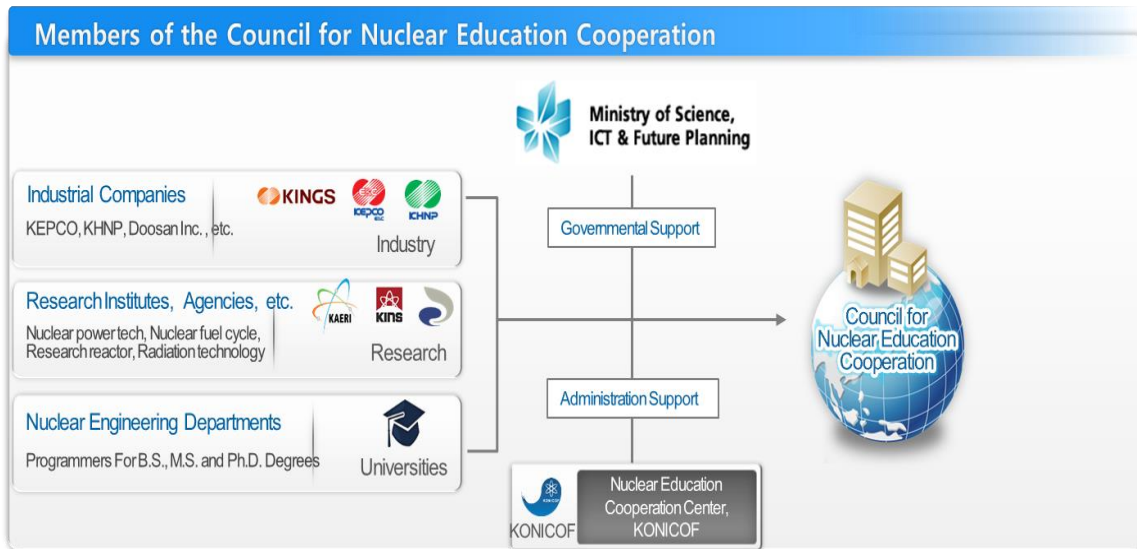 Members of the Council for Nuclear Education Cooperation
Ministry of Science,
ICT & Future Planning
Industrial Companies
KINGS
KEPCO
KHNP
KEPCO, KHNP, Doosan Inc. , etc.
Industry
Governmental Support
Research Institutes, Agencies, etc.
KAERI
KINS
Nuclear power tech, Nuclear fuel cycle,
Research reactor, Radiation technology
Research
Council for
Nuclear Education
Cooperation
Administration Support
Nuclear Engineering Departments
Programmers For B.S., M.S. and Ph.D. Degrees
Universities
KONICOF
Nuclear Education
Cooperation Center,
KONICOF